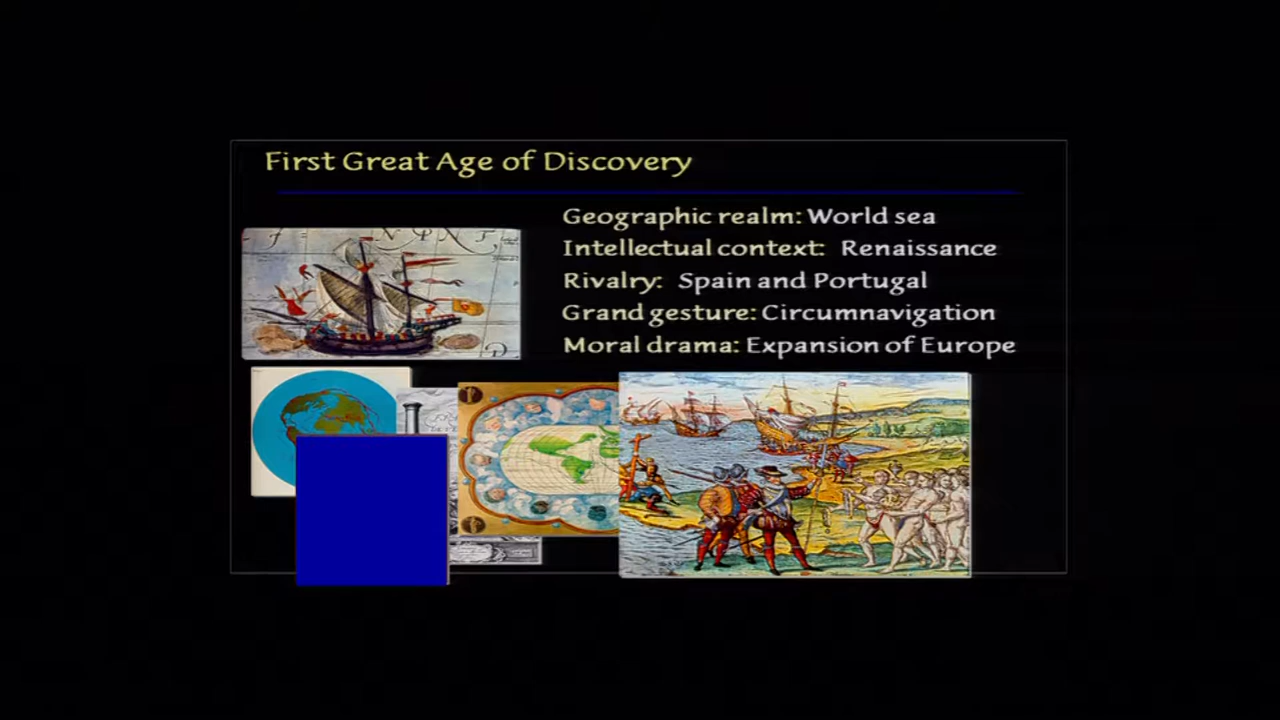 First Great Age of Discovery
Geographic realm: World sea
Intellectual context: Renaissance
Rivalry: Spain and Portugal
Grand gesture: Circumnavigation
Moral drama: Expansion of Europe